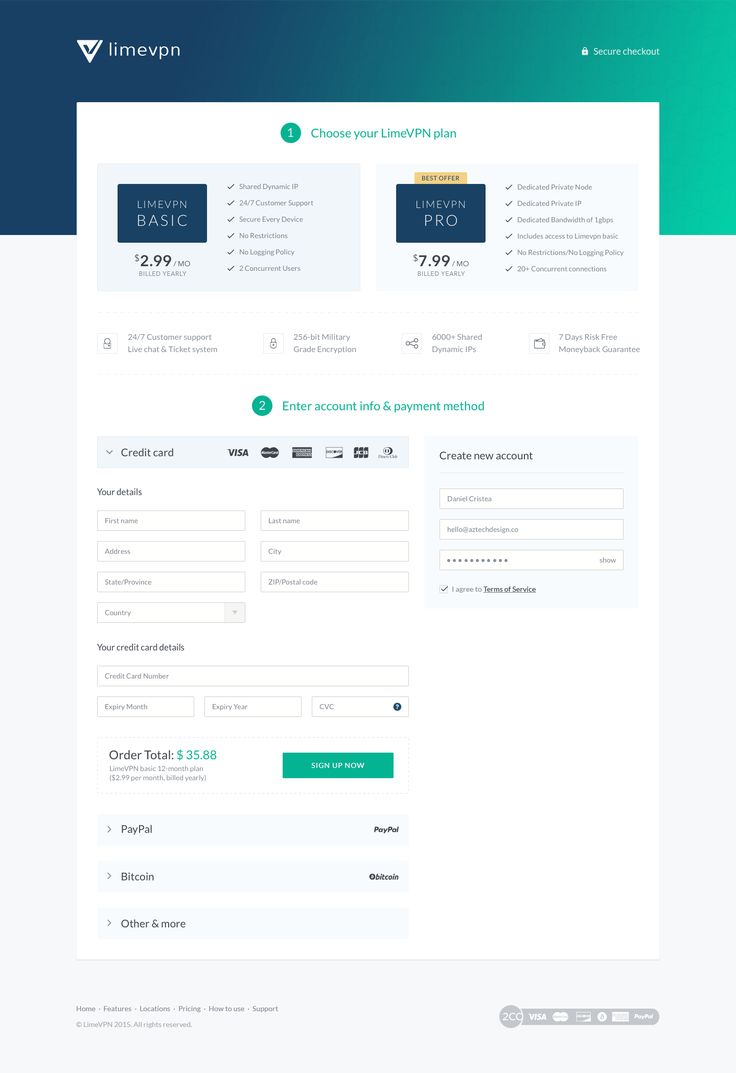 limevpn
Secure checkout
1 Choose your LimeVPN plan
LIMEVPN
BASIC
$2.99 / MO
BILLED YEARLY
Shared Dynamic IP
24/7 Customer Support
Secure Every Device
No Restrictions
No Logging Policy
2 Concurrent Users
BEST OFFER
LIMEVPN
PRO
$7.99 / MO
BILLED YEARLY
Dedicated Private Node
Dedicated Private IP
Dedicated Bandwidth of 1gbps
Includes access to Limevpn basic
No Restrictions/No Logging Policy
20+ Concurrent connections
24/7 Customer support
Live chat & Ticket system
256-bit Military
Grade Encryption
6000+ Shared
Dynamic IPs
7 Days Risk Free
Moneyback Guarantee
2 Enter account info & payment method
Credit card
VISA MasterCard AMERICAN EXPRESS DISCOVER JCB Diners Club
Your details
First name
Last name
Address
City
State/Province
ZIP/Postal code
Country
Your credit card details
Credit Card Number
Expiry Month
Expiry Year
CVC ?
Order Total: $ 35.88
LimeVPN basic 12-month plan
($2.99 per month, billed yearly)
SIGN UP NOW
PayPal PayPal
Bitcoin bitcoin
Other & more
Create new account
Daniel Cristea
hello@aztechdesign.co
show
I agree to Terms of Service
Home · Features · Locations · Pricing · How to use · Support
© LimeVPN 2015. All rights reserved.
2CO VISA PayPal